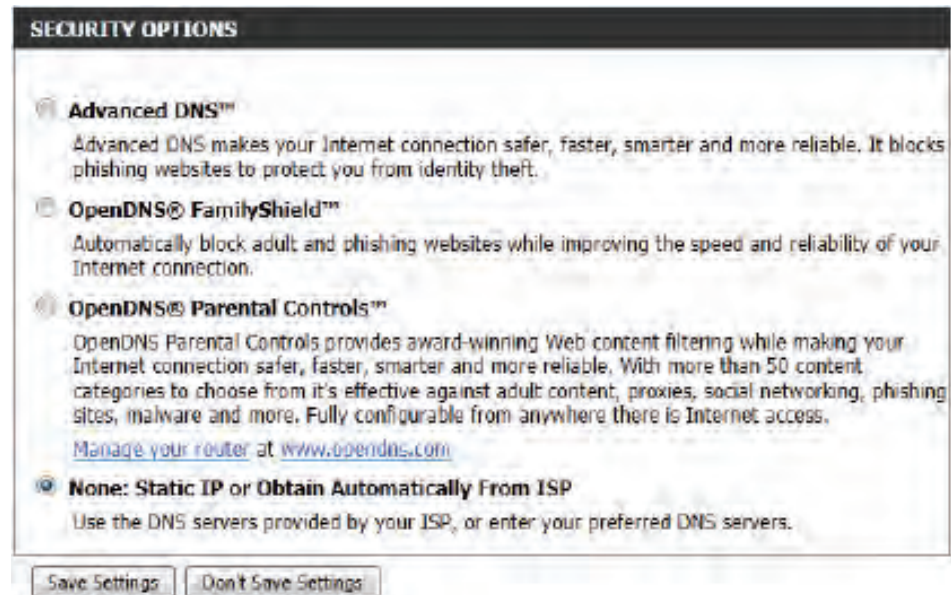 SECURITY OPTIONS
Advanced DNS™
Advanced DNS makes your Internet connection safer, faster, smarter and more reliable. It blocks
phishing websites to protect you from identity theft.
OpenDNS® FamilyShield™
Automatically block adult and phishing websites while improving the speed and reliability of your
Internet connection.
OpenDNS® Parental Controls™
OpenDNS Parental Controls provides award-winning Web content filtering while making your
Internet connection safer, faster, smarter and more reliable. With more than 50 content
categories to choose from it's effective against adult content, proxies, social networking, phishing
sites, malware and more. Fully configurable from anywhere there is Internet access.
Manage your router at www.opendns.com
None: Static IP or Obtain Automatically From ISP
Use the DNS servers provided by your ISP, or enter your preferred DNS servers.
Save Settings Don't Save Settings